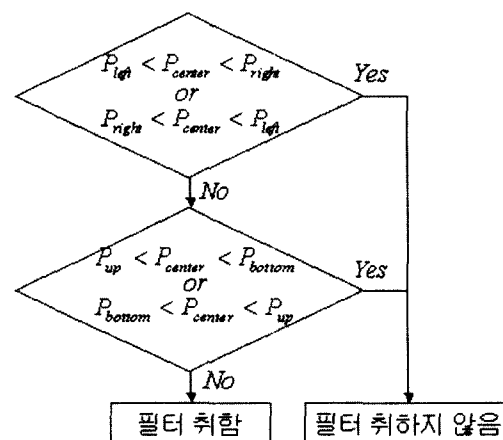 P_left < P_center < P_right
or
P_right < P_center < P_left
Yes
No
P_up < P_center < P_bottom
or
P_bottom < P_center < P_up
Yes
No
필터 취함
필터 취하지 않음